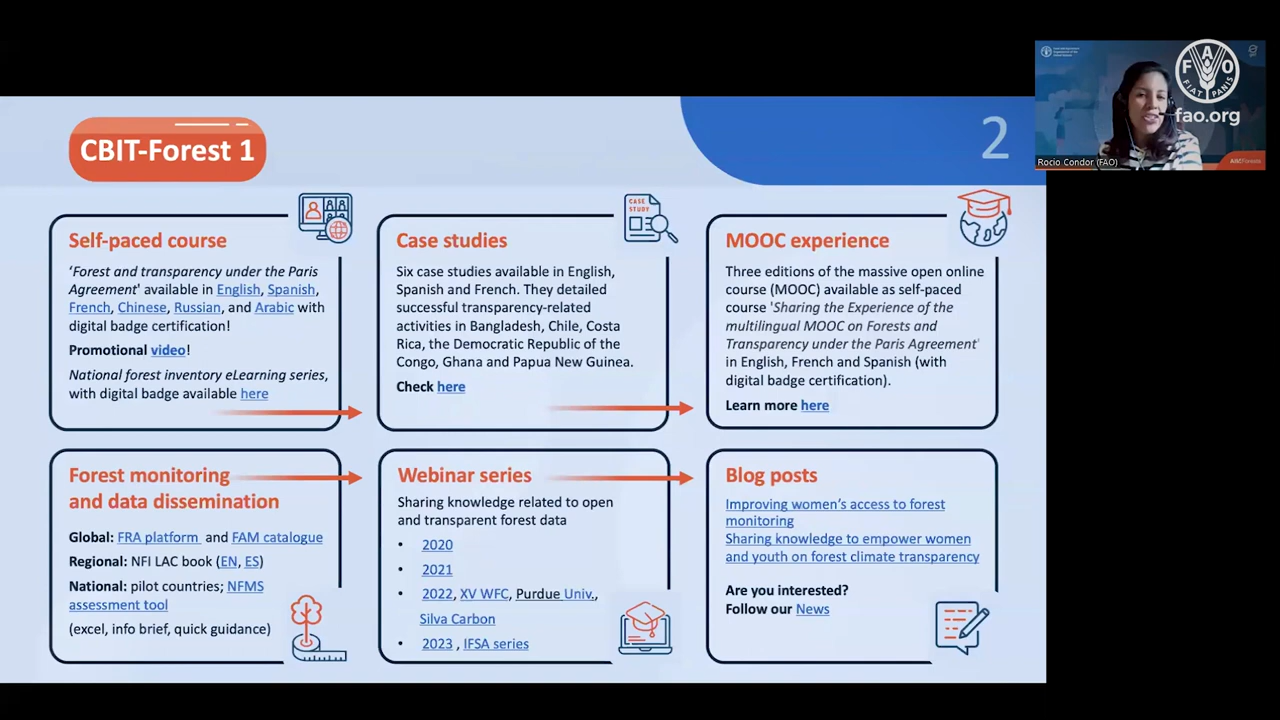 CBIT-Forest 1
2
FAO
FIAT PANIS
fao.org
Rocio Condor (FAO)
Self-paced course
'Forest and transparency under the Paris
Agreement' available in English, Spanish,
French, Chinese, Russian, and Arabic with
digital badge certification!
Promotional video!
National forest inventory eLearning series,
with digital badge available here
CASE
STUDY
Case studies
Six case studies available in English,
Spanish and French. They detailed
successful transparency-related
activities in Bangladesh, Chile, Costa
Rica, the Democratic Republic of the
Congo, Ghana and Papua New Guinea.
Check here
MOOC experience
Three editions of the massive open online
course (MOOC) available as self-paced
course 'Sharing the Experience of the
multilingual MOOC on Forests and
Transparency under the Paris Agreement'
in English, French and Spanish (with
digital badge certification).
Learn more here
Forest monitoring
and data dissemination
Global: FRA platform and FAM catalogue
Regional: NFI LAC book (EN, ES)
National: pilot countries; NFMS
assessment tool
(excel, info brief, quick guidance)
Webinar series
Sharing knowledge related to open
and transparent forest data
• 2020
• 2021
• 2022, XV WFC, Purdue Univ.,
Silva Carbon
• 2023 , IFSA series
Blog posts
Improving women's access to forest
monitoring
Sharing knowledge to empower women
and youth on forest climate transparency
Are you interested?
Follow our News